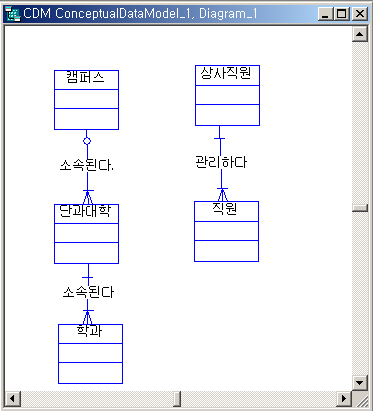 CDM ConceptualDataModel_1, Diagram_1
캠퍼스
상사직원
소속된다.
관리하다
단과대학
직원
소속된다
학과